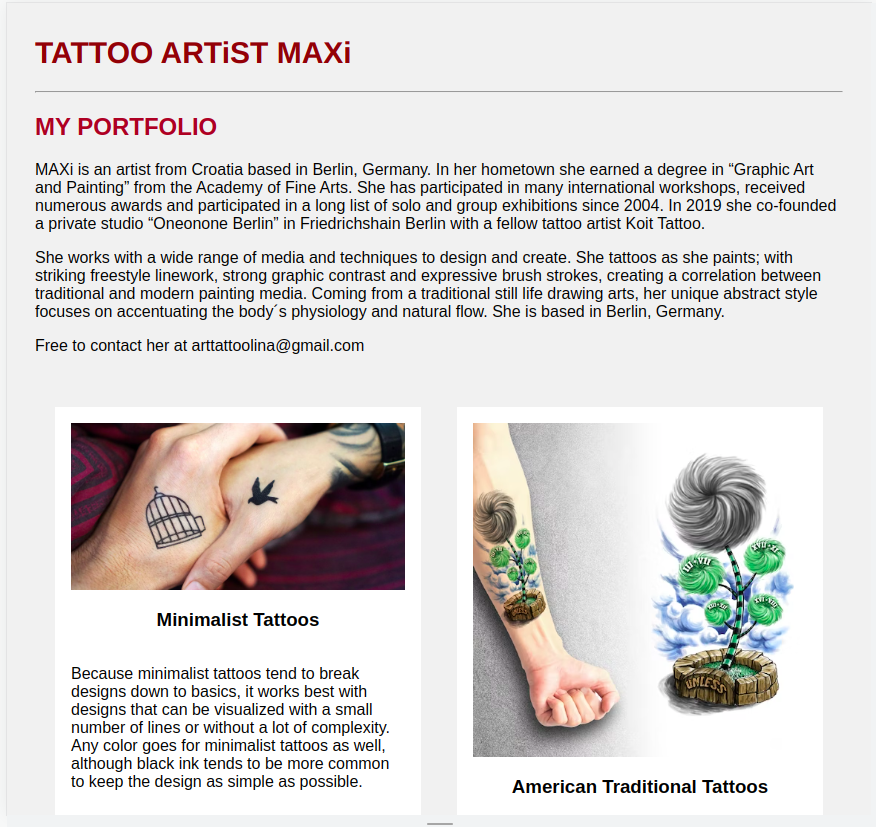 TATTOO ARTiST MAXi
MY PORTFOLIO
MAXi is an artist from Croatia based in Berlin, Germany. In her hometown she earned a degree in “Graphic Art
and Painting” from the Academy of Fine Arts. She has participated in many international workshops, received
numerous awards and participated in a long list of solo and group exhibitions since 2004. In 2019 she co-founded
a private studio “Oneonone Berlin” in Friedrichshain Berlin with a fellow tattoo artist Koit Tattoo.
She works with a wide range of media and techniques to design and create. She tattoos as she paints; with
striking freestyle linework, strong graphic contrast and expressive brush strokes, creating a correlation between
traditional and modern painting media. Coming from a traditional still life drawing arts, her unique abstract style
focuses on accentuating the body´s physiology and natural flow. She is based in Berlin, Germany.
Free to contact her at arttattoolina@gmail.com
UNLESS
Minimalist Tattoos
Because minimalist tattoos tend to break
designs down to basics, it works best with
designs that can be visualized with a small
number of lines or without a lot of complexity.
Any color goes for minimalist tattoos as well,
although black ink tends to be more common
to keep the design as simple as possible.
American Traditional Tattoos